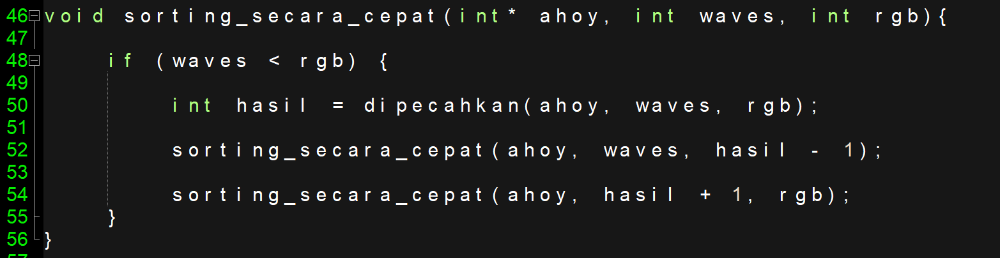 46 void sorting_secara_cepat(int* ahoy, int waves, int rgb){
47
48 if (waves < rgb) {
49
50 int hasil = dipecahkan(ahoy, waves, rgb);
51
52 sorting_secara_cepat(ahoy, waves, hasil - 1);
53
54 sorting_secara_cepat(ahoy, hasil + 1, rgb);
55 }
56 }
57